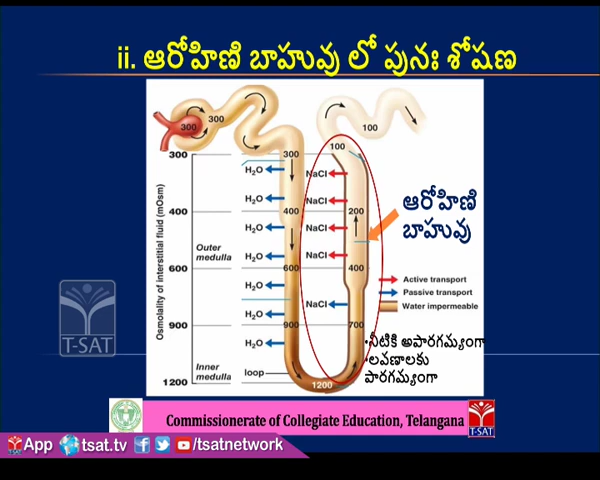 ii. ఆరోహిణి బాహువు లో పునః శోషణ
300
300
100
300
300
100
H₂O
NaCl
H₂O
NaCl
400
400
200
H₂O
NaCl
ఆరోహిణి
బాహువు
Osmolality of interstitial fluid (mOsm)
Outer
medulla
H₂O
NaCl
600
600
400
H₂O
Active transport
Passive transport
Water impermeable
H₂O
NaCl
900
900
700
H₂O
•నీటికి అపారగమ్యంగా
•లవణాలకు
పారగమ్యంగా
Inner
medulla
loop
1200
1200
T-SAT
Commissionerate of Collegiate Education, Telangana
T-SAT
App tsat.tv /tsatnetwork